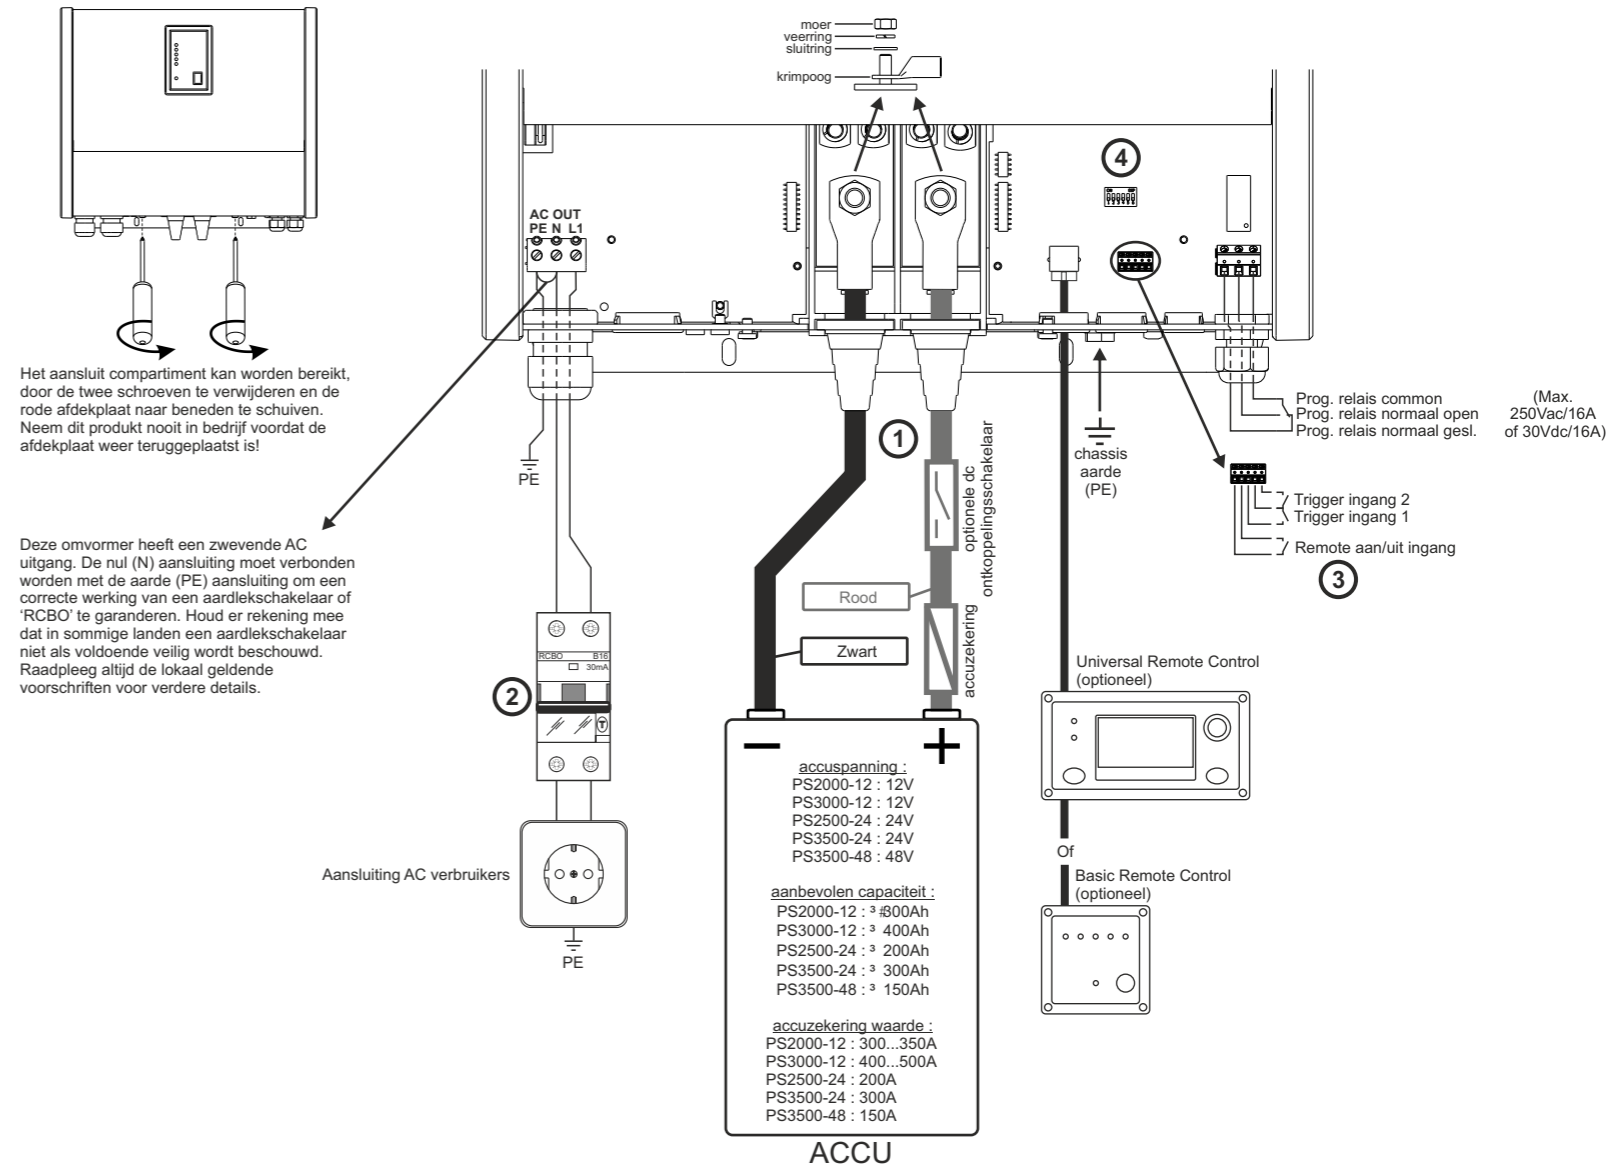 moer
veerring
sluitring
krimpoog
4
AC OUT
PE N L1
Het aansluit compartiment kan worden bereikt,
door de twee schroeven te verwijderen en de
rode afdekplaat naar beneden te schuiven.
Neem dit produkt nooit in bedrijf voordat de
afdekplaat weer teruggeplaatst is!
PE
1
optionele dc
ontkoppelingsschakelaar
chassis
aarde
(PE)
Prog. relais common
Prog. relais normaal open
Prog. relais normaal gesl.
(Max.
250Vac/16A
of 30Vdc/16A)
Trigger ingang 2
Trigger ingang 1
Remote aan/uit ingang
3
Deze omvormer heeft een zwevende AC
uitgang. De nul (N) aansluiting moet verbonden
worden met de aarde (PE) aansluiting om een
correcte werking van een aardlekschakelaar of
‘RCBO’ te garanderen. Houd er rekening mee
dat in sommige landen een aardlekschakelaar
niet als voldoende veilig wordt beschouwd.
Raadpleeg altijd de lokaal geldende
voorschriften voor verdere details.
Rood
Zwart
accuzekering
2
RCBO B16
30mA
T
Universal Remote Control
(optioneel)
Of
Basic Remote Control
(optioneel)
Aansluiting AC verbruikers
PE
− +
accuspanning :
PS2000-12 : 12V
PS3000-12 : 12V
PS2500-24 : 24V
PS3500-24 : 24V
PS3500-48 : 48V
aanbevolen capaciteit :
PS2000-12 : ³ #300Ah
PS3000-12 : ³ 400Ah
PS2500-24 : ³ 200Ah
PS3500-24 : ³ 300Ah
PS3500-48 : ³ 150Ah
accuzekering waarde :
PS2000-12 : 300...350A
PS3000-12 : 400...500A
PS2500-24 : 200A
PS3500-24 : 300A
PS3500-48 : 150A
ACCU